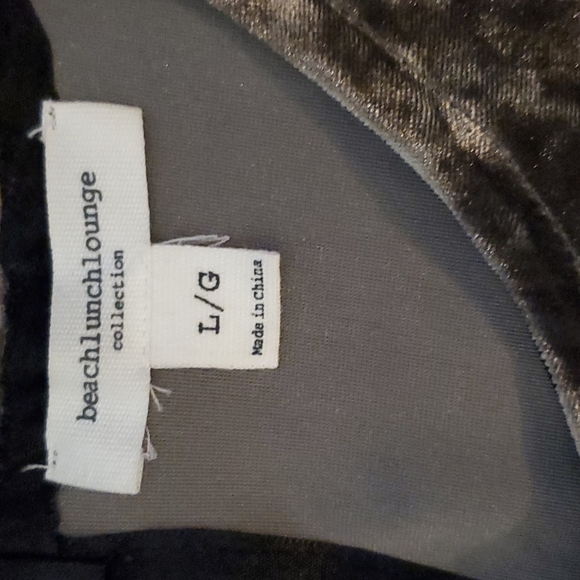 beachlunchlounge
collection
L/G
Made in China